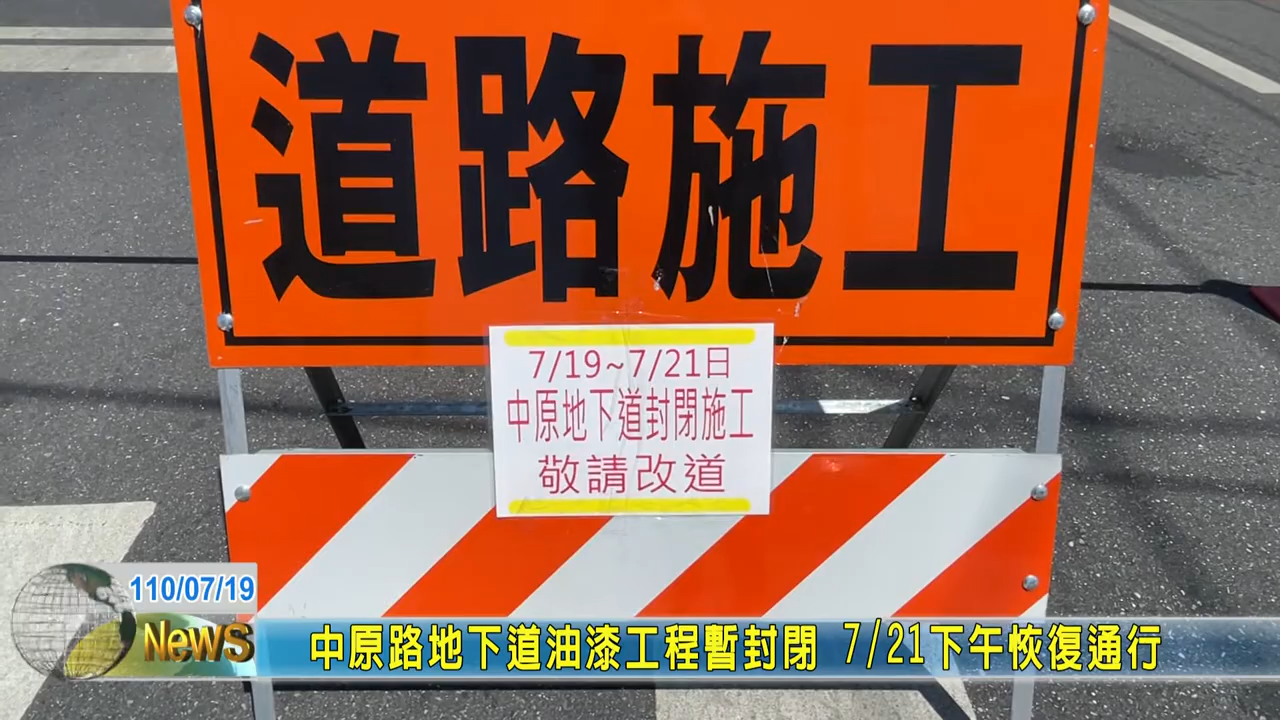 道路施工
7/19~7/21日
中原地下道封閉施工
敬請改道
110/07/19
News
中原路地下道油漆工程暫封閉 7/21下午恢復通行